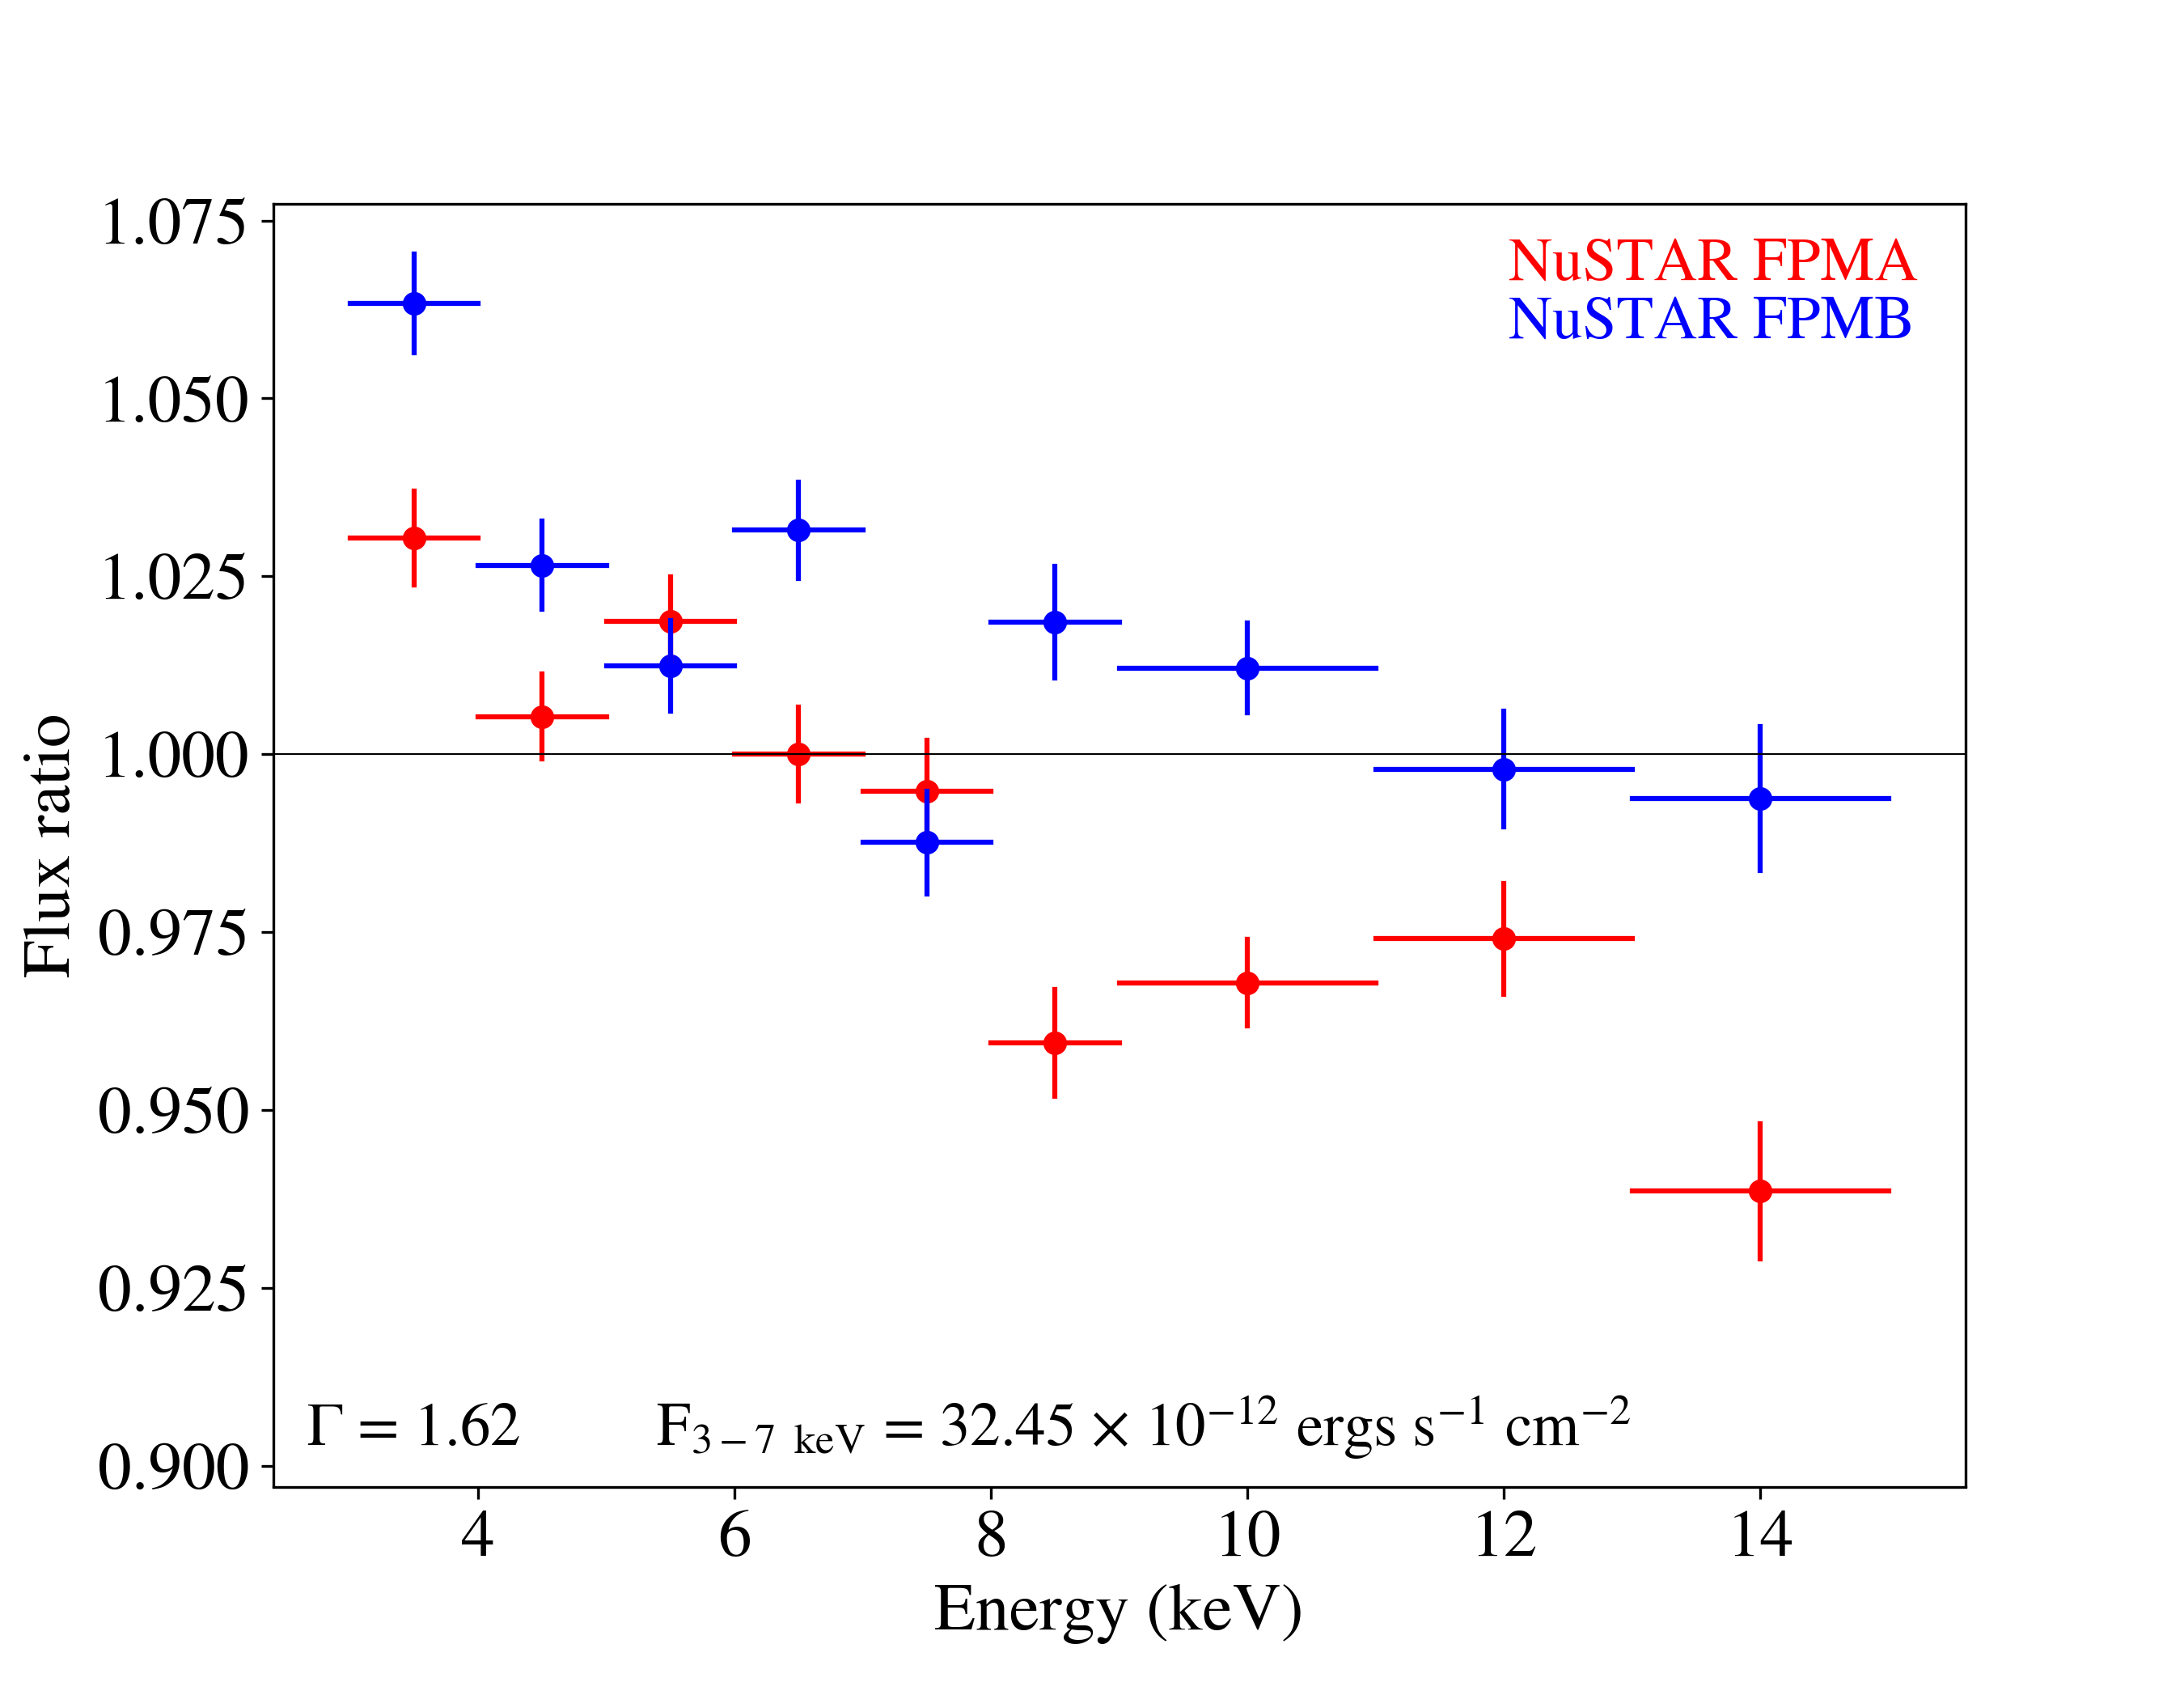 NuSTAR FPMA
NuSTAR FPMB
1.075
1.050
1.025
1.000
0.975
0.950
0.925
0.900
Flux ratio
Γ = 1.62
F₃₋₇ keV = 32.45 × 10⁻¹² ergs s⁻¹ cm⁻²
4 6 8 10 12 14
Energy (keV)